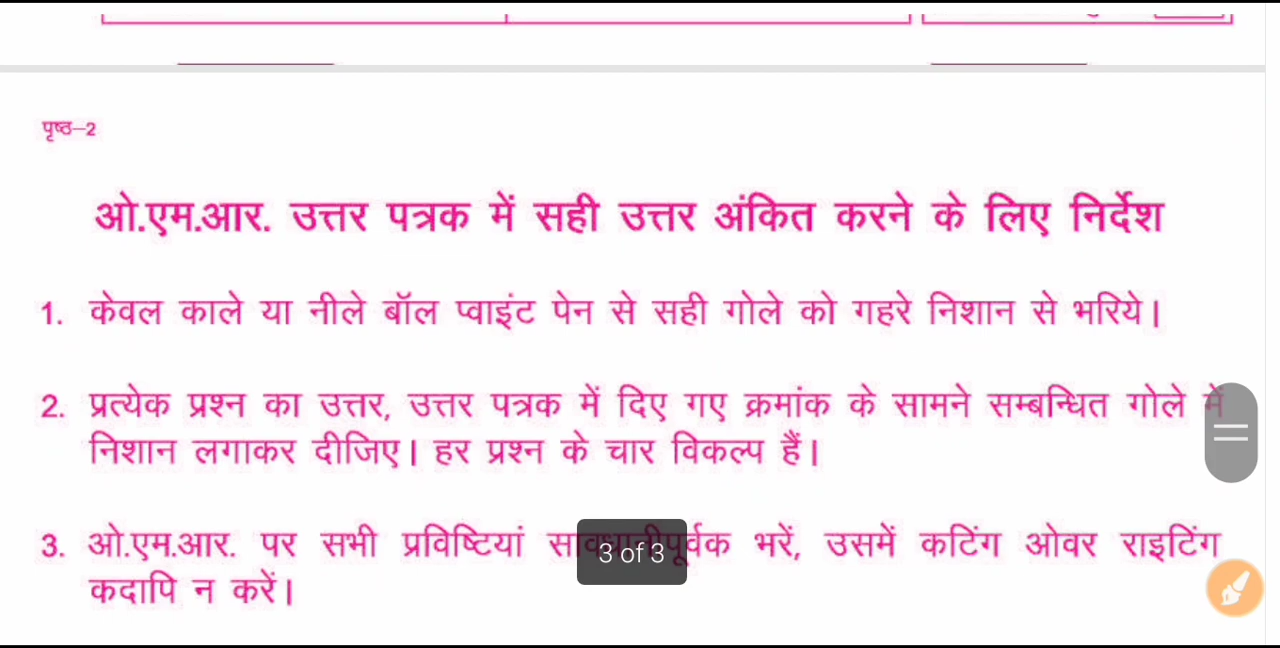 पृष्ठ–2
ओ.एम.आर. उत्तर पत्रक में सही उत्तर अंकित करने के लिए निर्देश
1. केवल काले या नीले बॉल प्वाइंट पेन से सही गोले को गहरे निशान से भरिये।
2. प्रत्येक प्रश्न का उत्तर, उत्तर पत्रक में दिए गए क्रमांक के सामने सम्बन्धित गोले में
निशान लगाकर दीजिए। हर प्रश्न के चार विकल्प हैं।
3. ओ.एम.आर. पर सभी प्रविष्टियां सावधानीपूर्वक भरें, उसमें कटिंग ओवर राइटिंग
3 of 3
कदापि न करें।